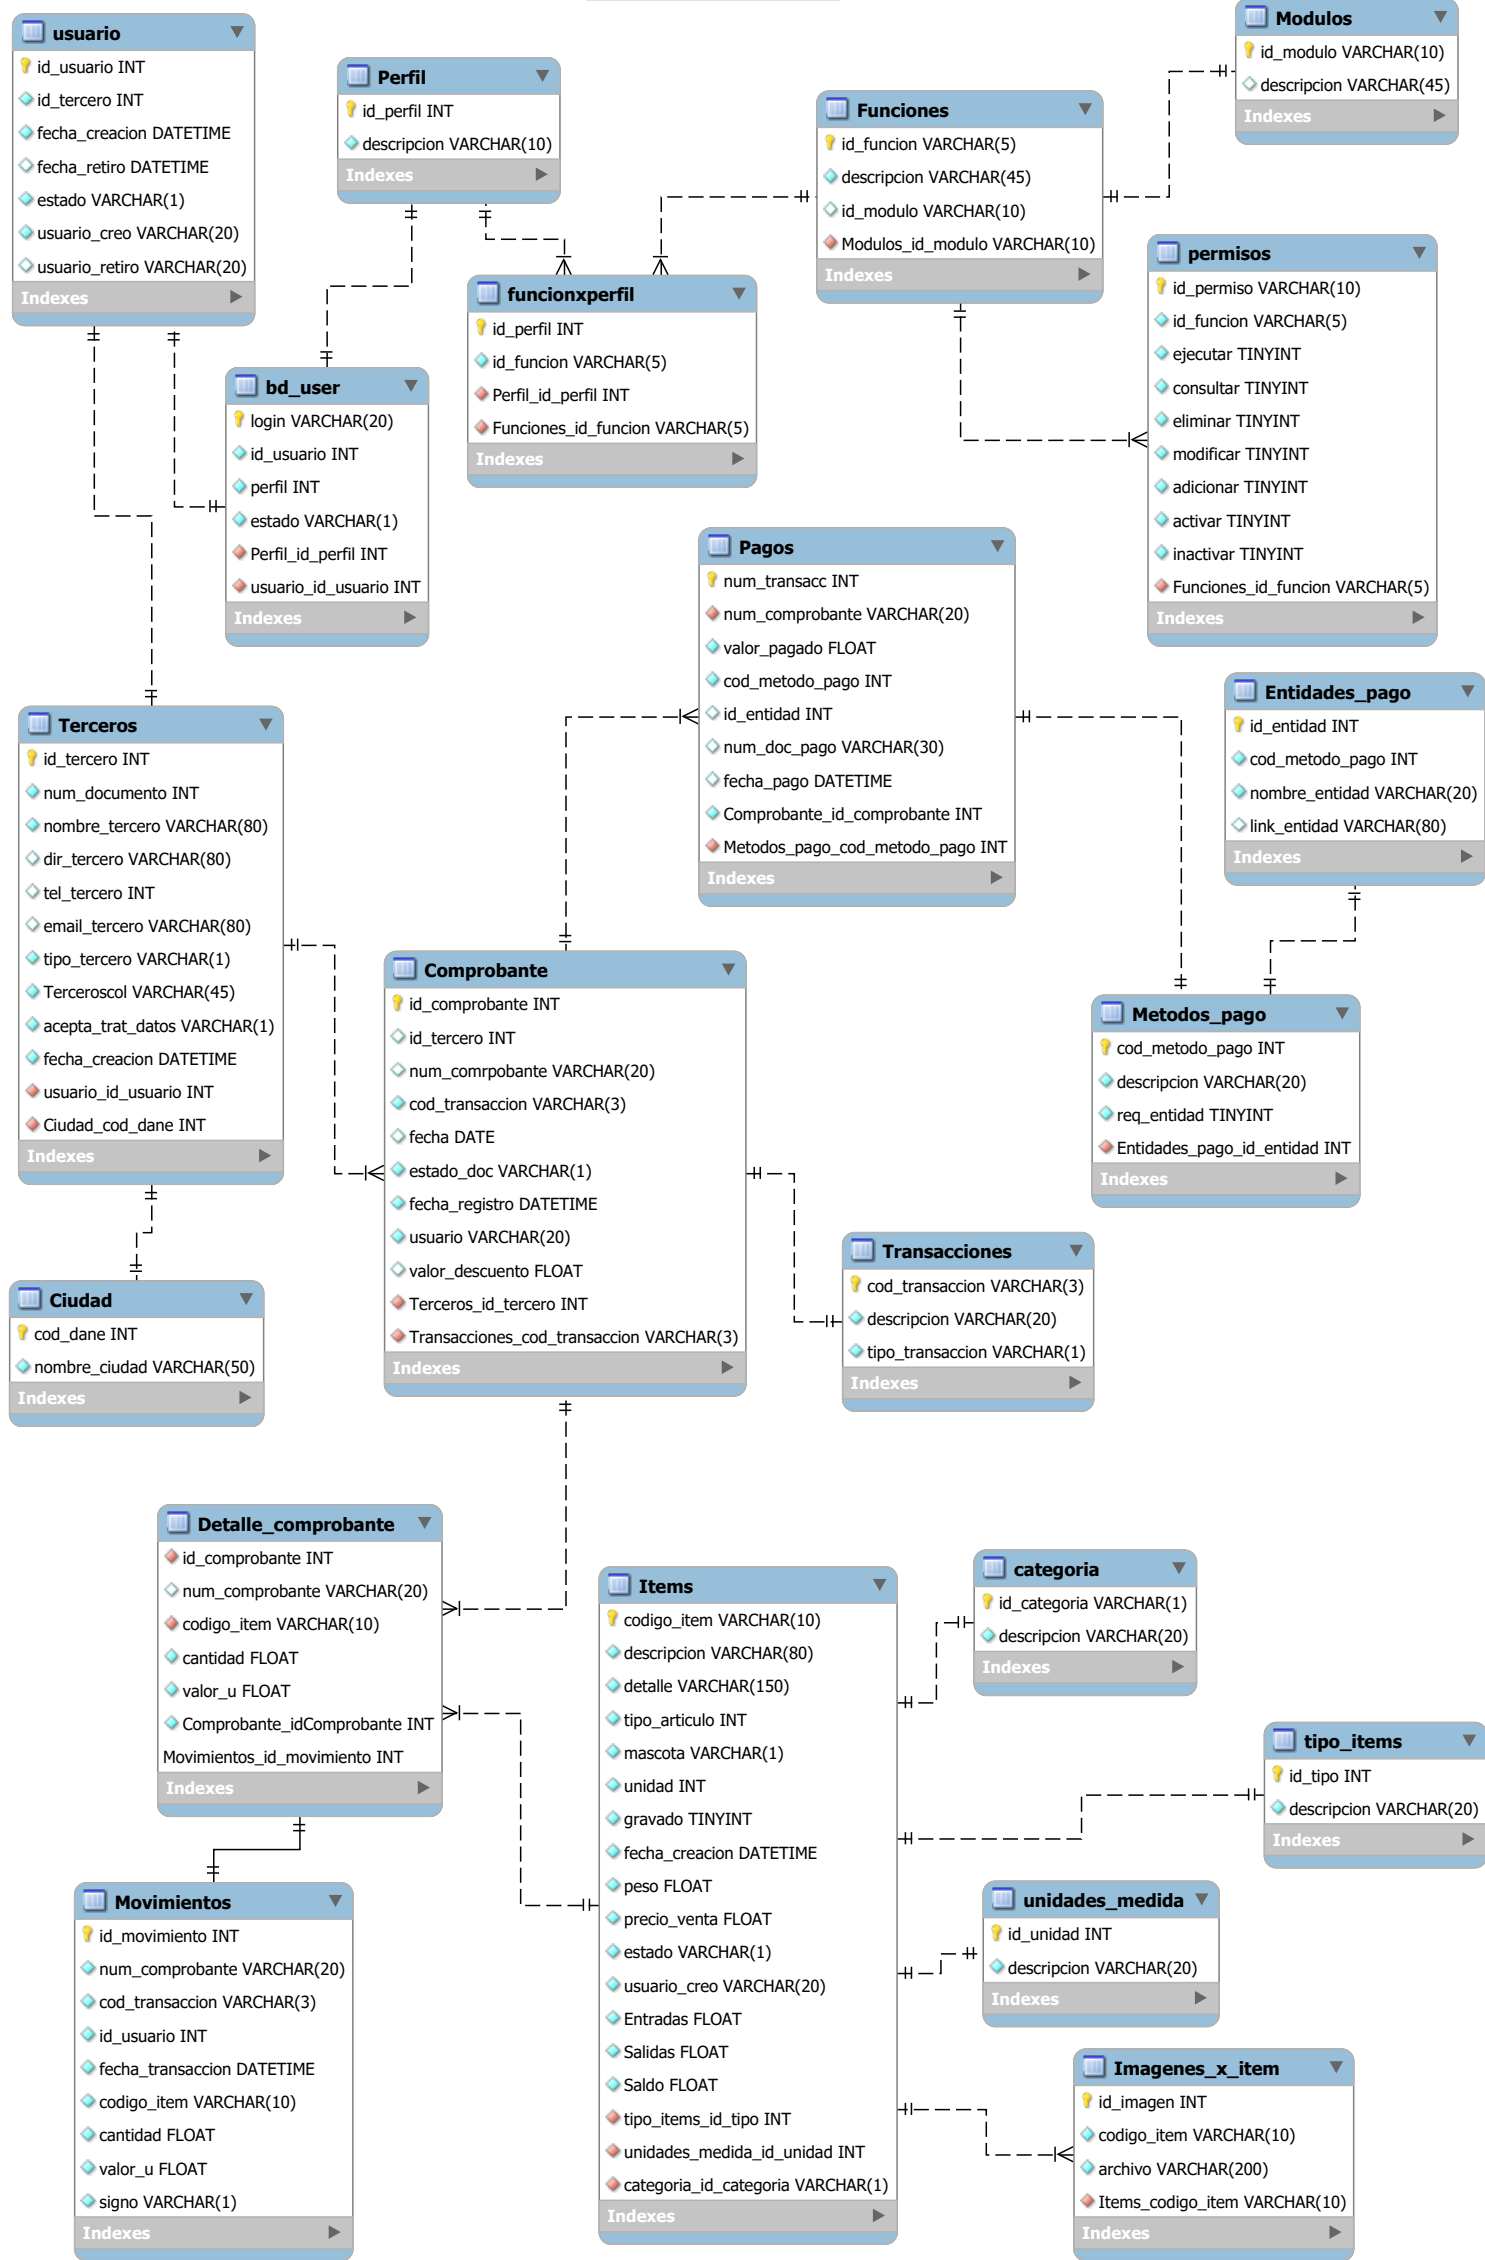 usuario
id_usuario INT
id_tercero INT
fecha_creacion DATETIME
fecha_retiro DATETIME
estado VARCHAR(1)
usuario_creo VARCHAR(20)
usuario_retiro VARCHAR(20)
Indexes
Perfil
id_perfil INT
descripcion VARCHAR(10)
Indexes
Funciones
id_funcion VARCHAR(5)
descripcion VARCHAR(45)
id_modulo VARCHAR(10)
Modulos_id_modulo VARCHAR(10)
Indexes
Modulos
id_modulo VARCHAR(10)
descripcion VARCHAR(45)
Indexes
permisos
id_permiso VARCHAR(10)
id_funcion VARCHAR(5)
ejecutar TINYINT
consultar TINYINT
eliminar TINYINT
modificar TINYINT
adicionar TINYINT
activar TINYINT
inactivar TINYINT
Funciones_id_funcion VARCHAR(5)
Indexes
funcionxperfil
id_perfil INT
id_funcion VARCHAR(5)
Perfil_id_perfil INT
Funciones_id_funcion VARCHAR(5)
Indexes
bd_user
login VARCHAR(20)
id_usuario INT
perfil INT
estado VARCHAR(1)
Perfil_id_perfil INT
usuario_id_usuario INT
Indexes
Pagos
num_transacc INT
num_comprobante VARCHAR(20)
valor_pagado FLOAT
cod_metodo_pago INT
id_entidad INT
num_doc_pago VARCHAR(30)
fecha_pago DATETIME
Comprobante_id_comprobante INT
Metodos_pago_cod_metodo_pago INT
Indexes
Entidades_pago
id_entidad INT
cod_metodo_pago INT
nombre_entidad VARCHAR(20)
link_entidad VARCHAR(80)
Indexes
Terceros
id_tercero INT
num_documento INT
nombre_tercero VARCHAR(80)
dir_tercero VARCHAR(80)
tel_tercero INT
email_tercero VARCHAR(80)
tipo_tercero VARCHAR(1)
Terceroscol VARCHAR(45)
acepta_trat_datos VARCHAR(1)
fecha_creacion DATETIME
usuario_id_usuario INT
Ciudad_cod_dane INT
Indexes
Comprobante
id_comprobante INT
id_tercero INT
num_comrpobante VARCHAR(20)
cod_transaccion VARCHAR(3)
fecha DATE
estado_doc VARCHAR(1)
fecha_registro DATETIME
usuario VARCHAR(20)
valor_descuento FLOAT
Terceros_id_tercero INT
Transacciones_cod_transaccion VARCHAR(3)
Indexes
Metodos_pago
cod_metodo_pago INT
descripcion VARCHAR(20)
req_entidad TINYINT
Entidades_pago_id_entidad INT
Indexes
Transacciones
cod_transaccion VARCHAR(3)
descripcion VARCHAR(20)
tipo_transaccion VARCHAR(1)
Indexes
Ciudad
cod_dane INT
nombre_ciudad VARCHAR(50)
Indexes
Detalle_comprobante
id_comprobante INT
num_comprobante VARCHAR(20)
codigo_item VARCHAR(10)
cantidad FLOAT
valor_u FLOAT
Comprobante_idComprobante INT
Movimientos_id_movimiento INT
Indexes
Items
codigo_item VARCHAR(10)
descripcion VARCHAR(80)
detalle VARCHAR(150)
tipo_articulo INT
mascota VARCHAR(1)
unidad INT
gravado TINYINT
fecha_creacion DATETIME
peso FLOAT
precio_venta FLOAT
estado VARCHAR(1)
usuario_creo VARCHAR(20)
Entradas FLOAT
Salidas FLOAT
Saldo FLOAT
tipo_items_id_tipo INT
unidades_medida_id_unidad INT
categoria_id_categoria VARCHAR(1)
Indexes
categoria
id_categoria VARCHAR(1)
descripcion VARCHAR(20)
Indexes
tipo_items
id_tipo INT
descripcion VARCHAR(20)
Indexes
unidades_medida
id_unidad INT
descripcion VARCHAR(20)
Indexes
Movimientos
id_movimiento INT
num_comprobante VARCHAR(20)
cod_transaccion VARCHAR(3)
id_usuario INT
fecha_transaccion DATETIME
codigo_item VARCHAR(10)
cantidad FLOAT
valor_u FLOAT
signo VARCHAR(1)
Indexes
Imagenes_x_item
id_imagen INT
codigo_item VARCHAR(10)
archivo VARCHAR(200)
Items_codigo_item VARCHAR(10)
Indexes